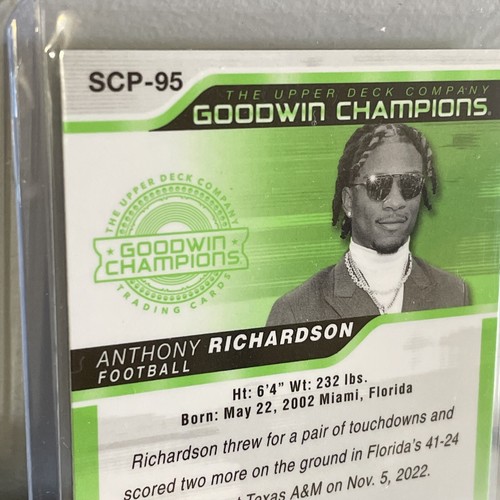 SCP-95
THE UPPER DECK COMPANY
GOODWIN CHAMPIONS
THE UPPER DECK COMPANY
GOODWIN
CHAMPIONS
TRADING CARDS
ANTHONY RICHARDSON
FOOTBALL
Ht: 6'4" Wt: 232 lbs.
Born: May 22, 2002 Miami, Florida
Richardson threw for a pair of touchdowns and
scored two more on the ground in Florida's 41-24
Texas A&M on Nov. 5, 2022.